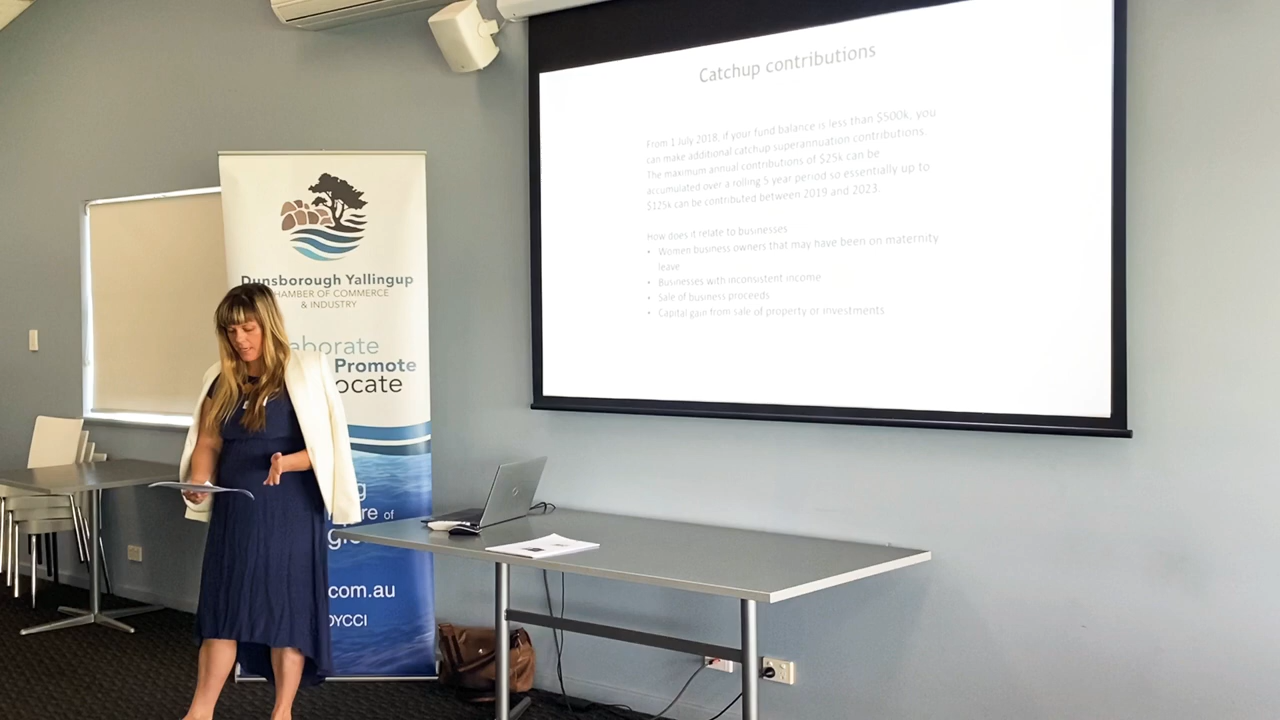 Catchup contributions
From 1 July 2018, if your fund balance is less than $500k, you
can make additional catchup superannuation contributions.
The maximum annual contributions of $25k can be
accumulated over a rolling 5 year period so essentially up to
$125k can be contributed between 2019 and 2023.
How does it relate to businesses
• Women business owners that may have been on maternity
leave
• Businesses with inconsistent income
• Sale of business proceeds
• Capital gain from sale of property or investments
Dunsborough Yallingup
CHAMBER OF COMMERCE
& INDUSTRY
aborate
Promote
ocate
of
com.au
DYCCI